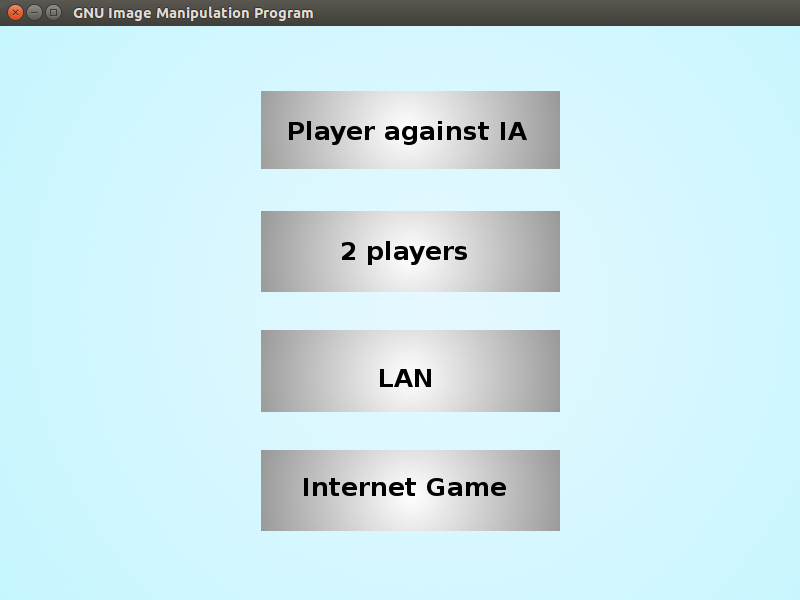 GNU Image Manipulation Program
Player against IA
2 players
LAN
Internet Game